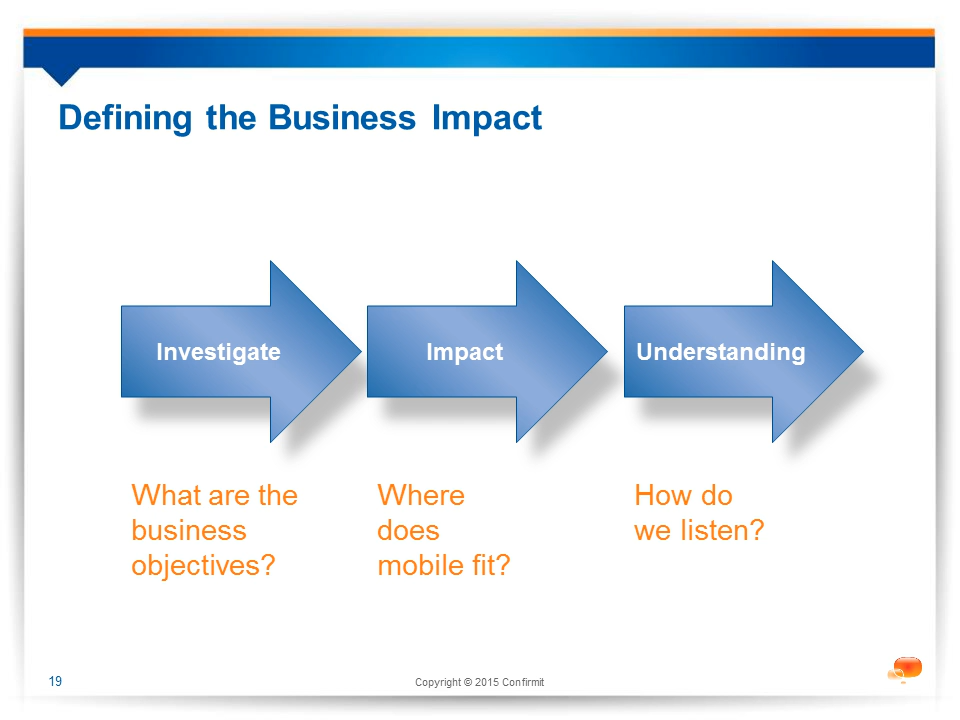 Defining the Business Impact
Investigate
Impact
Understanding
What are the
business
objectives?
Where
does
mobile fit?
How do
we listen?
19
Copyright © 2015 Confirmit